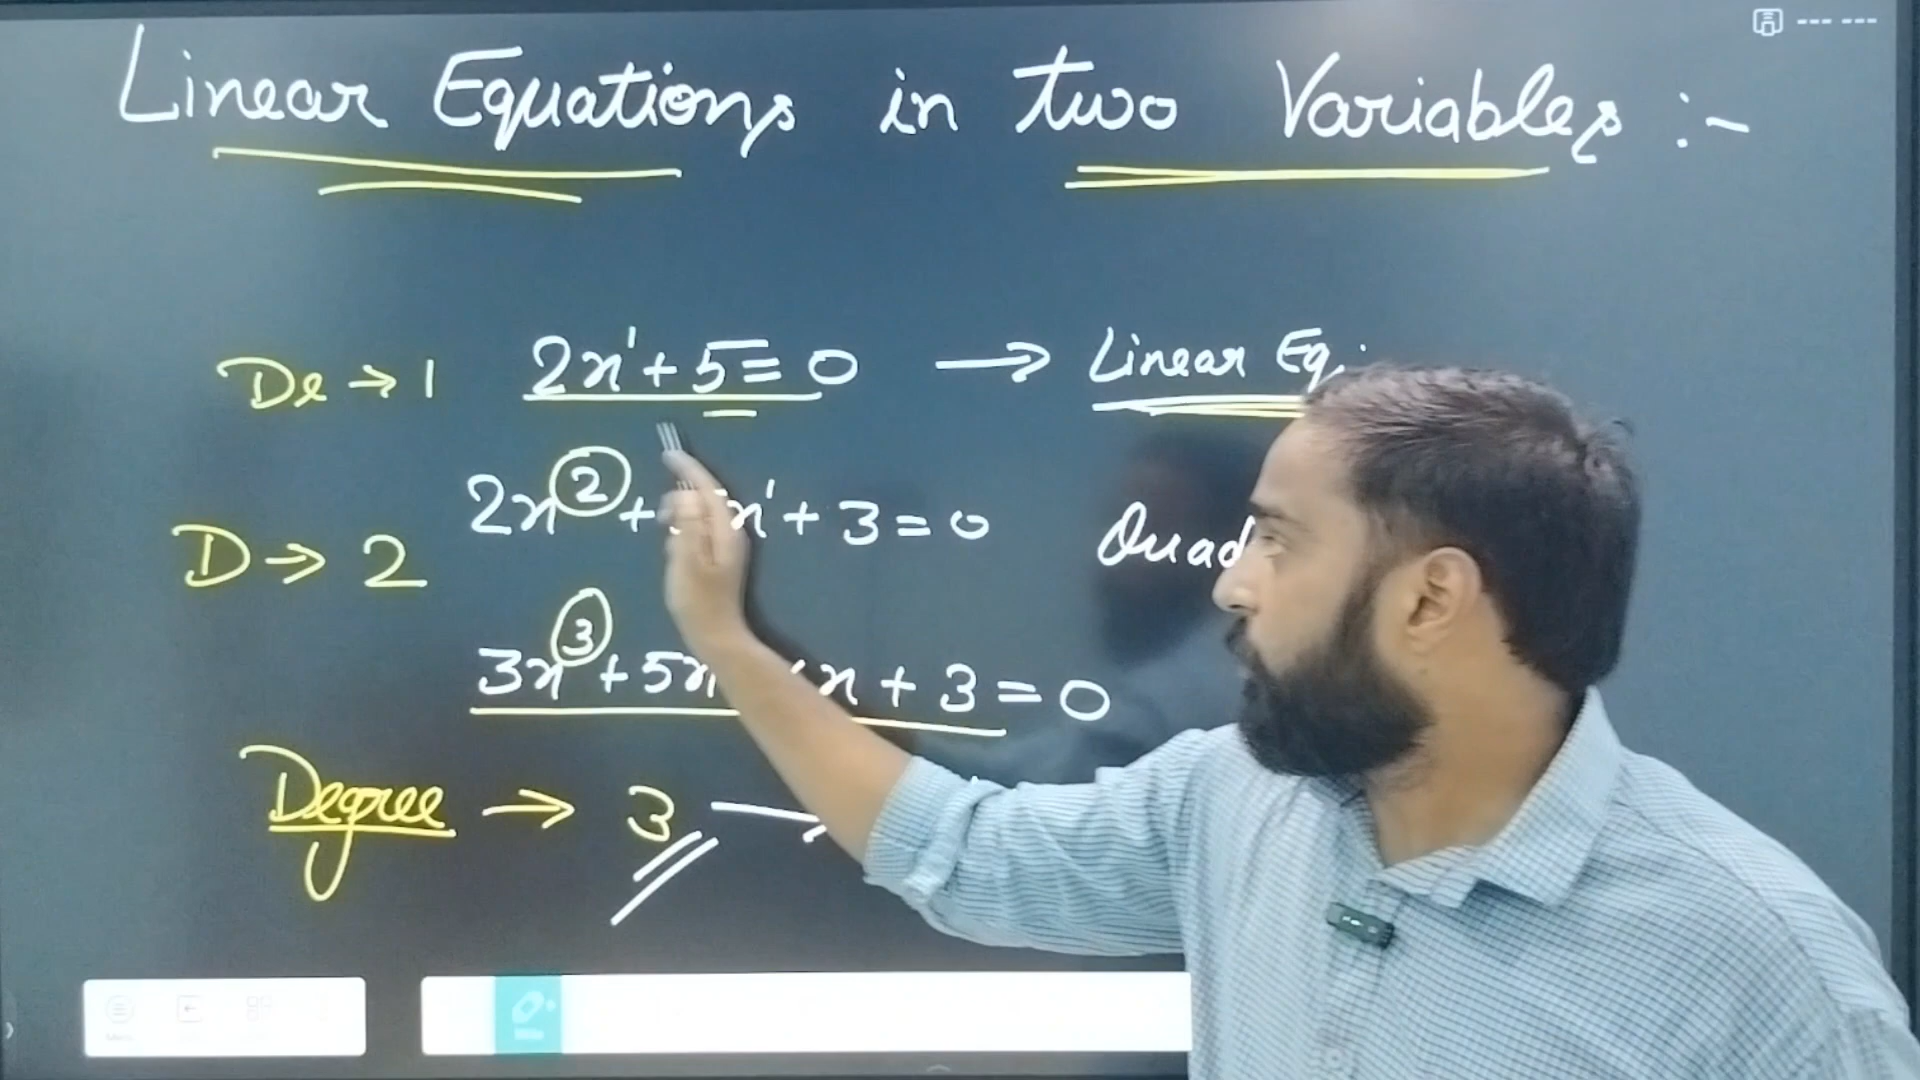 Linear Equations in two Variables :-
De → 1 2x¹ + 5 = 0 → Linear Eq.
D → 2 2x² + x¹ + 3 = 0 Quad
3x³ + 5x x + 3 = 0
Degree → 3 →